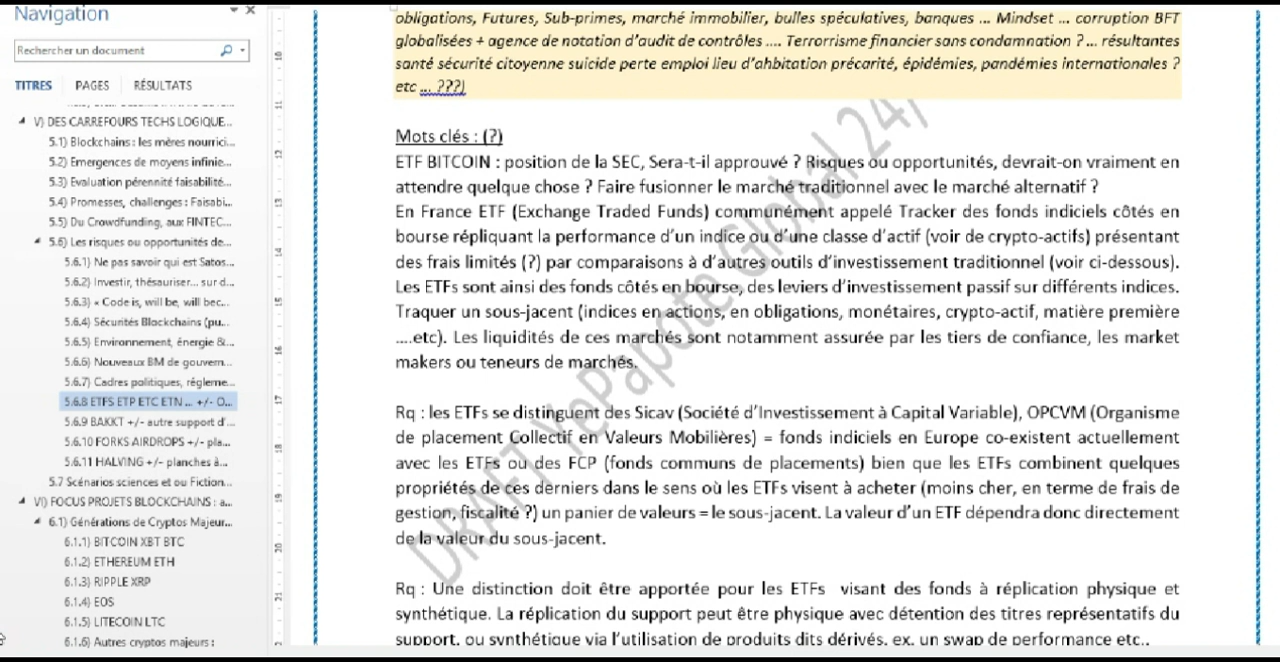 Navigation
Rechercher un document
TITRES PAGES RÉSULTATS
V) DES CARREFOURS TECHS LOGIQUE...
5.1) Blockchains : les mères nourrici...
5.2) Emergences de moyens infinie...
5.3) Evaluation pérennité faisabilité...
5.4) Promesses, challenges : Faisabi...
5.5) Du Crowdfunding, aux FINTEC...
5.6) Les risques ou opportunités de...
5.6.1) Ne pas savoir qui est Satos...
5.6.2) Investir, thésauriser... sur d...
5.6.3) « Code is, will be, will bec...
5.6.4) Sécurités Blockchains (pu...
5.6.5) Environnement, énergie &...
5.6.6) Nouveaux BM de gouvern...
5.6.7) Cadres politiques, régleme...
5.6.8 ETFS ETP ETC ETN ... +/- O...
5.6.9 BAKKT +/- autre support d'...
5.6.10 FORKS AIRDROPS +/- pla...
5.6.11 HALVING +/- planches à...
5.7 Scénarios sciences et ou Fiction...
VI) FOCUS PROJETS BLOCKCHAINS : a...
6.1) Générations de Cryptos Majeur...
6.1.1) BITCOIN XBT BTC
6.1.2) ETHEREUM ETH
6.1.3) RIPPLE XRP
6.1.4) EOS
6.1.5) LITECOIN LTC
6.1.6) Autres cryptos majeurs :
10
11
12
13
14
15
16
17
18
19
20
21
obligations, Futures, Sub-primes, marché immobilier, bulles spéculatives, banques ... Mindset ... corruption BFT
globalisées + agence de notation d'audit de contrôles .... Terrorrisme financier sans condamnation ? ... résultantes
santé sécurité citoyenne suicide perte emploi lieu d'ahbitation précarité, épidémies, pandémies internationales ?
etc ... ???)
Mots clés : (?)
ETF BITCOIN : position de la SEC, Sera-t-il approuvé ? Risques ou opportunités, devrait-on vraiment en
attendre quelque chose ? Faire fusionner le marché traditionnel avec le marché alternatif ?
En France ETF (Exchange Traded Funds) communément appelé Tracker des fonds indiciels côtés en
bourse répliquant la performance d'un indice ou d'une classe d'actif (voir de crypto-actifs) présentant
des frais limités (?) par comparaisons à d'autres outils d'investissement traditionnel (voir ci-dessous).
Les ETFs sont ainsi des fonds côtés en bourse, des leviers d'investissement passif sur différents indices.
Traquer un sous-jacent (indices en actions, en obligations, monétaires, crypto-actif, matière première
....etc). Les liquidités de ces marchés sont notamment assurée par les tiers de confiance, les market
makers ou teneurs de marchés.
Rq : les ETFs se distinguent des Sicav (Société d'Investissement à Capital Variable), OPCVM (Organisme
de placement Collectif en Valeurs Mobilières) = fonds indiciels en Europe co-existent actuellement
avec les ETFs ou des FCP (fonds communs de placements) bien que les ETFs combinent quelques
propriétés de ces derniers dans le sens où les ETFs visent à acheter (moins cher, en terme de frais de
gestion, fiscalité ?) un panier de valeurs = le sous-jacent. La valeur d'un ETF dépendra donc directement
de la valeur du sous-jacent.
Rq : Une distinction doit être apportée pour les ETFs visant des fonds à réplication physique et
synthétique. La réplication du support peut être physique avec détention des titres représentatifs du
support, ou synthétique via l'utilisation de produits dits dérivés, ex. un swap de performance etc..
DRAFT YoPapote Global 24/